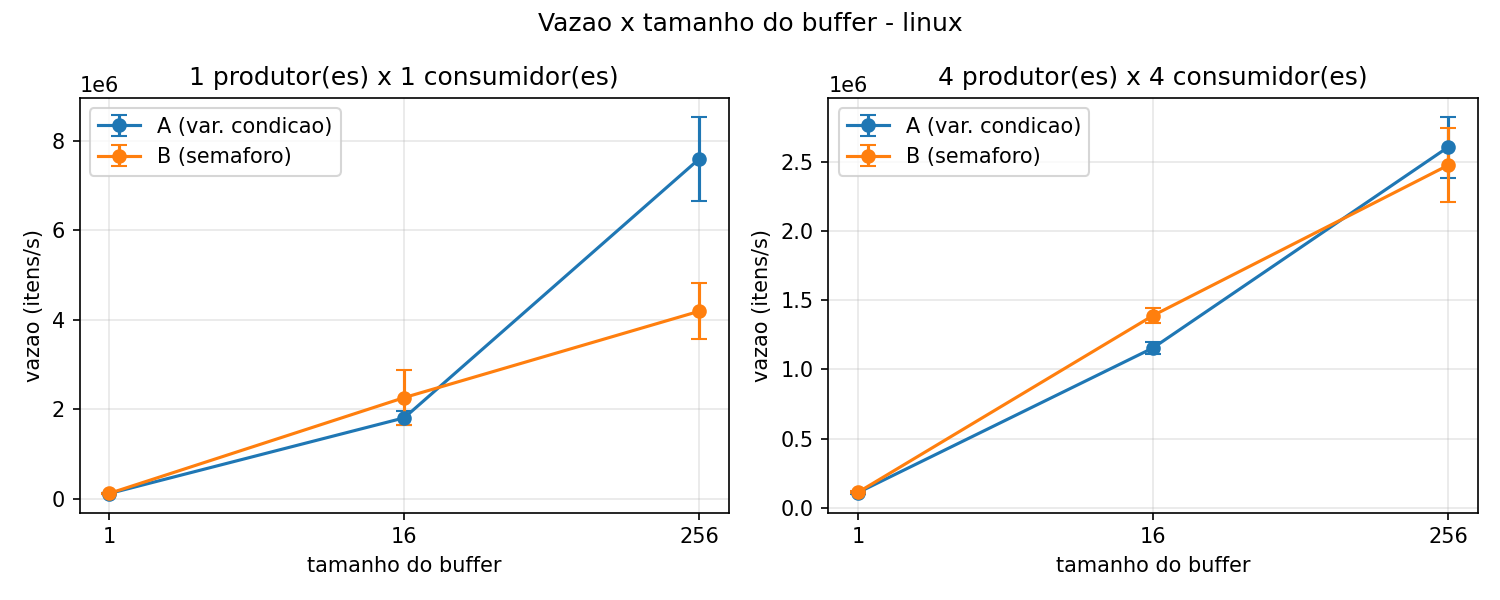 Vazao x tamanho do buffer - linux
1 produtor(es) x 1 consumidor(es)
1e6
A (var. condicao)
B (semaforo)
8
6
4
2
0
vazao (itens/s)
1
16
256
tamanho do buffer
4 produtor(es) x 4 consumidor(es)
1e6
A (var. condicao)
B (semaforo)
2.5
2.0
1.5
1.0
0.5
0.0
vazao (itens/s)
1
16
256
tamanho do buffer